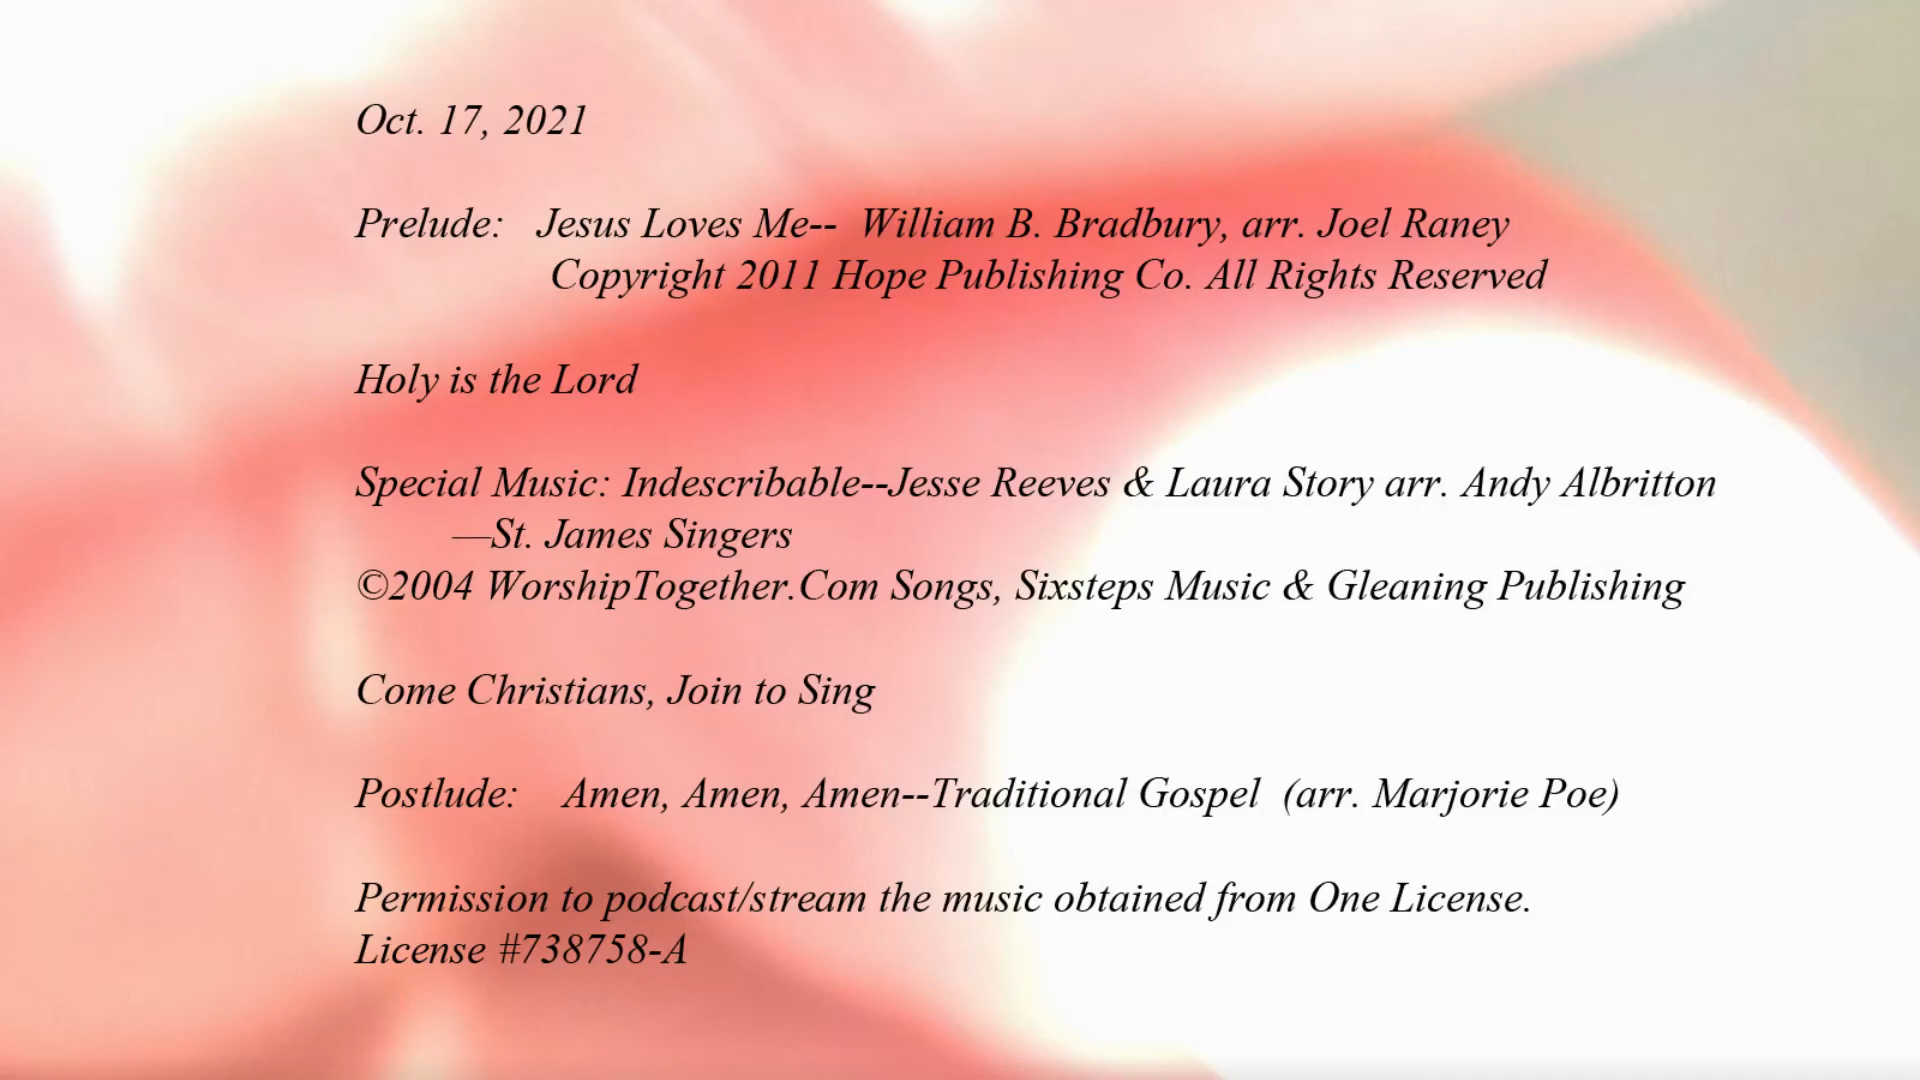 Oct. 17, 2021
Prelude: Jesus Loves Me-- William B. Bradbury, arr. Joel Raney
Copyright 2011 Hope Publishing Co. All Rights Reserved
Holy is the Lord
Special Music: Indescribable--Jesse Reeves & Laura Story arr. Andy Albritton
—St. James Singers
©2004 WorshipTogether.Com Songs, Sixsteps Music & Gleaning Publishing
Come Christians, Join to Sing
Postlude: Amen, Amen, Amen--Traditional Gospel (arr. Marjorie Poe)
Permission to podcast/stream the music obtained from One License.
License #738758-A